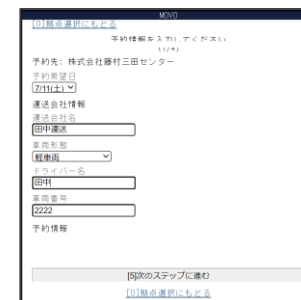 MOVO
[0]拠点選択にもどる
予約情報を入力してください
(1/4)
予約先: 株式会社藤村三田センター
予約希望日
7/11(土)
運送会社情報
運送会社名
田中運送
車両形態
軽車両
ドライバー名
田中
車両番号
2222
予約情報
[5]次のステップに進む
[0]拠点選択にもどる